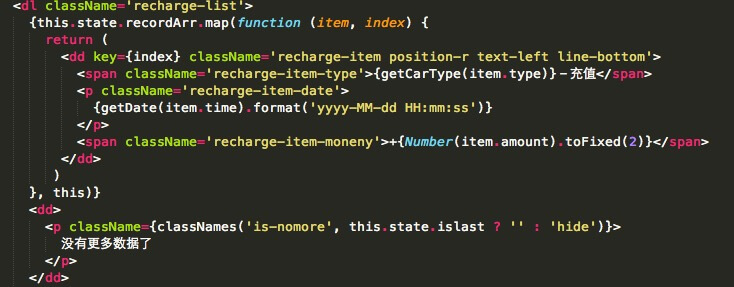 <dl className='recharge-list'>
{this.state.recordArr.map(function (item, index) {
return (
<dd key={index} className='recharge-item position-r text-left line-bottom'>
<span className='recharge-item-type'>{getCarType(item.type)}－充值</span>
<p className='recharge-item-date'>
{getDate(item.time).format('yyyy-MM-dd HH:mm:ss')}
</p>
<span className='recharge-item-moneny'>+{Number(item.amount).toFixed(2)}</span>
</dd>
)
}, this)}
<dd>
<p className={classNames('is-nomore', this.state.islast ? '' : 'hide')}>
没有更多数据了
</p>
</dd>